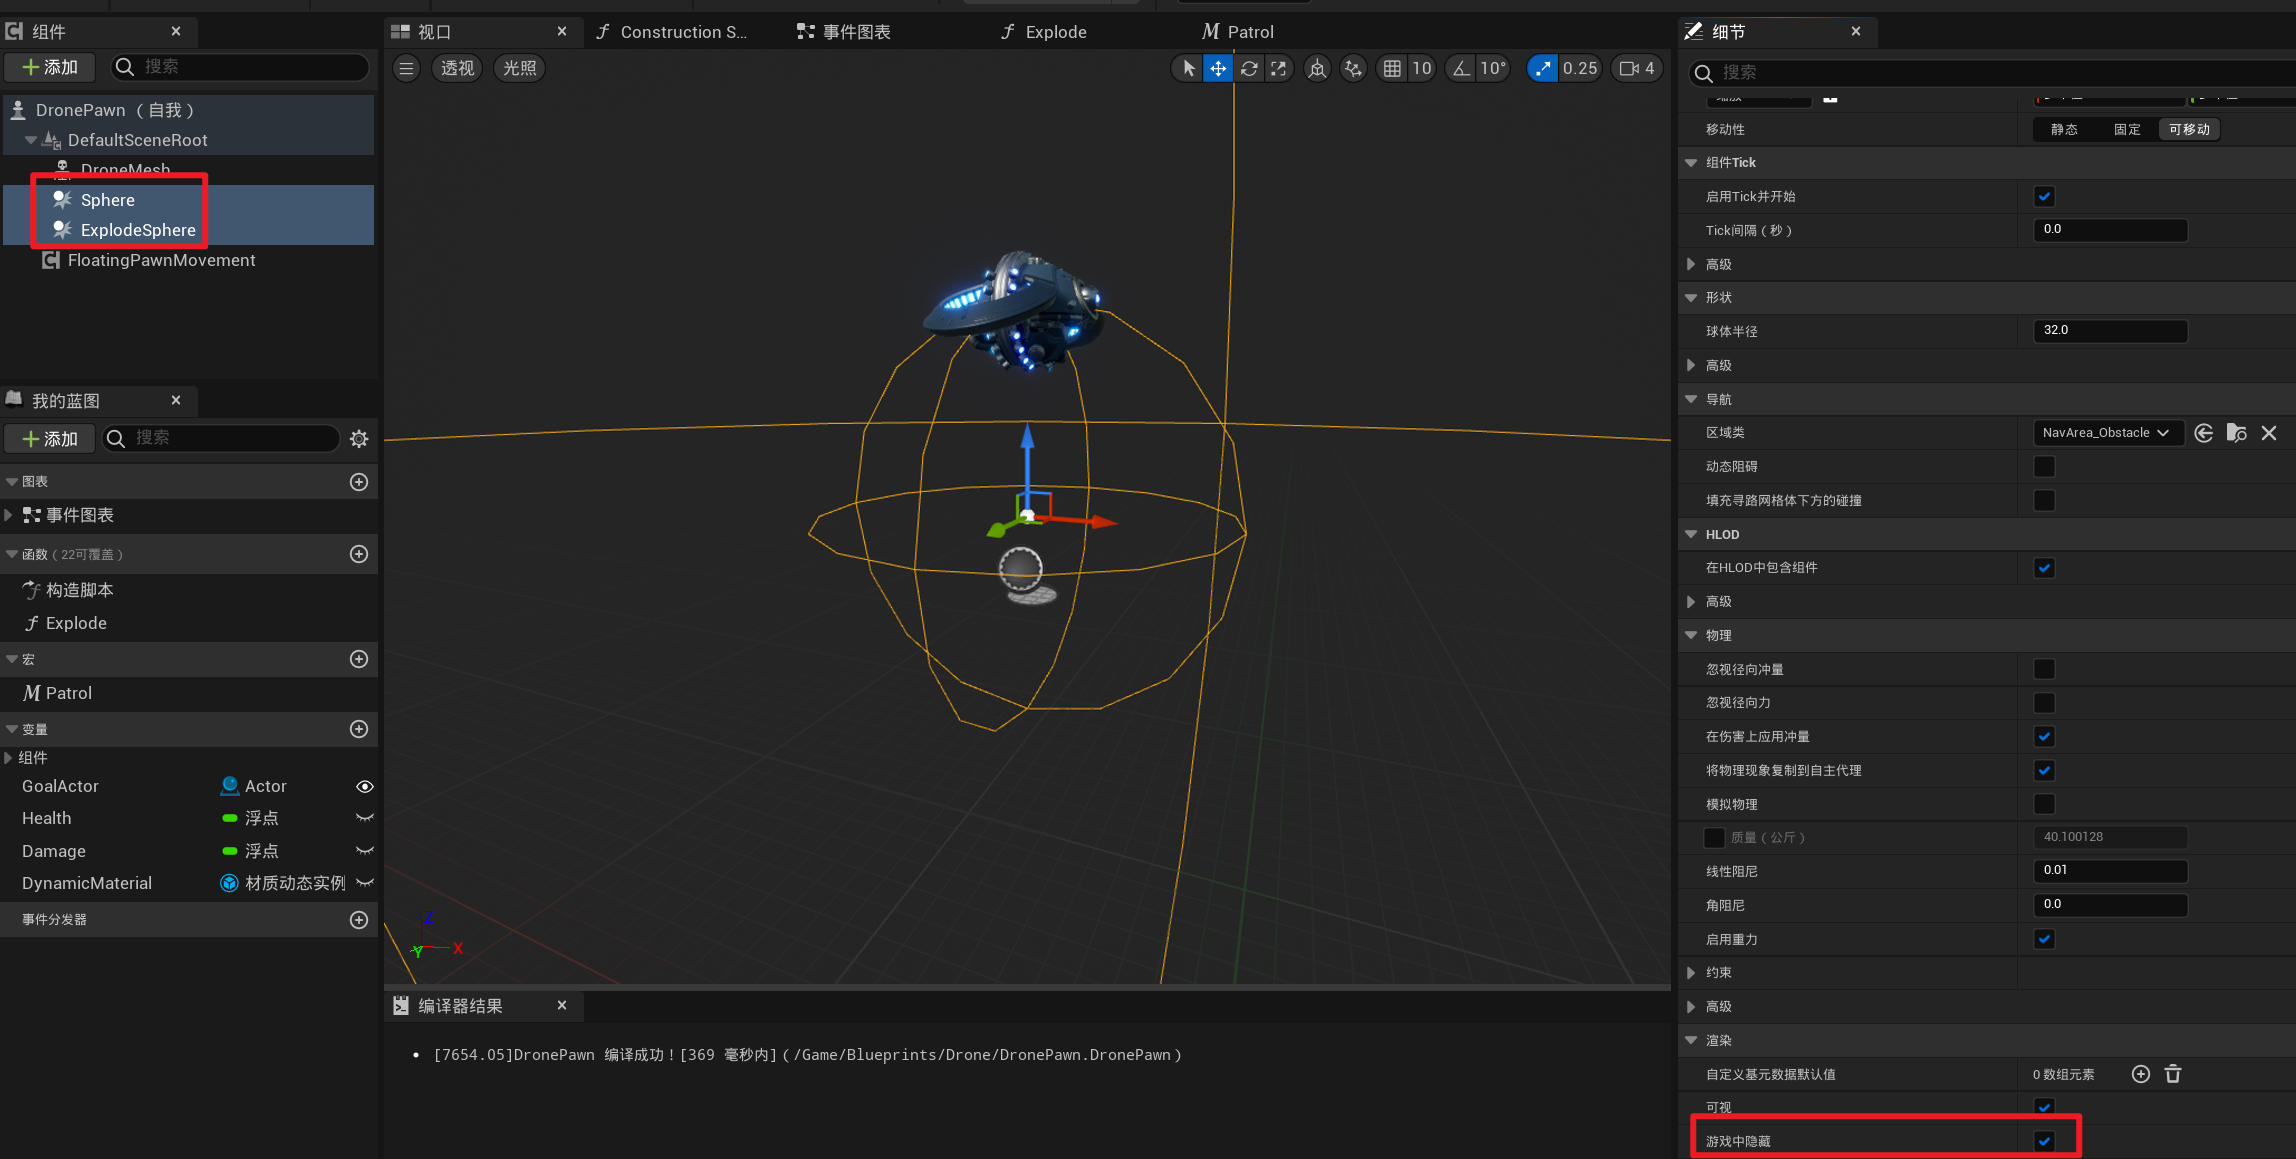 组件
添加
搜索
DronePawn （自我）
DefaultSceneRoot
DroneMesh
Sphere
ExplodeSphere
FloatingPawnMovement
我的蓝图
添加
搜索
图表
事件图表
函数（22可覆盖）
构造脚本
Explode
宏
Patrol
变量
组件
GoalActor Actor
Health 浮点
Damage 浮点
DynamicMaterial 材质动态实例
事件分发器
视口
Construction S...
事件图表
Explode
Patrol
透视
光照
10
10°
0.25
4
Z
Y
X
编译器结果
[7654.05]DronePawn 编译成功！[369 毫秒内]（/Game/Blueprints/Drone/DronePawn.DronePawn）
细节
搜索
移动性 静态 固定 可移动
组件Tick
启用Tick并开始
Tick间隔（秒） 0.0
高级
形状
球体半径 32.0
高级
导航
区域类 NavArea_Obstacle
动态阻碍
填充寻路网格体下方的碰撞
HLOD
在HLOD中包含组件
高级
物理
忽视径向冲量
忽视径向力
在伤害上应用冲量
将物理现象复制到自主代理
模拟物理
质量（公斤） 40.100128
线性阻尼 0.01
角阻尼 0.0
启用重力
约束
高级
渲染
自定义基元数据默认值 0 数组元素
可视
游戏中隐藏